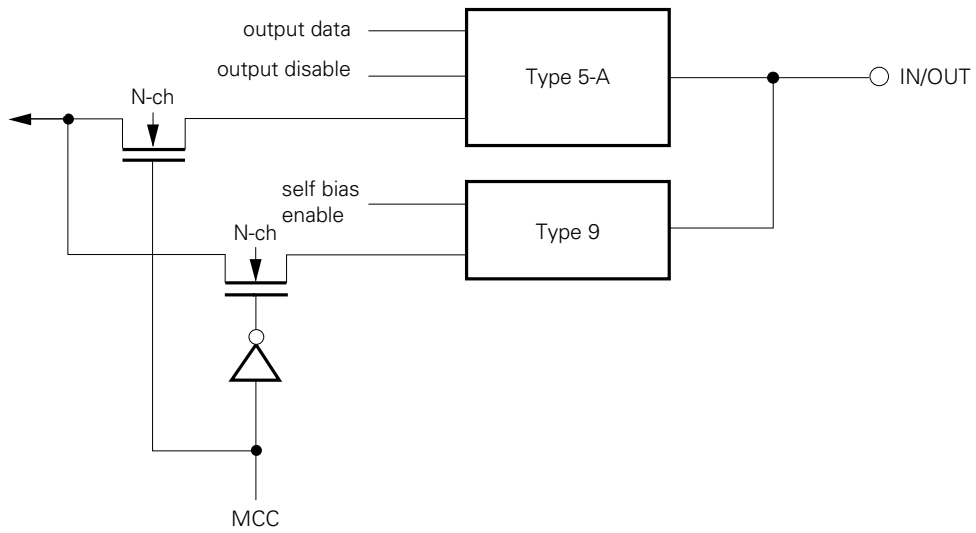 output data
output disable
Type 5-A
IN/OUT
N-ch
self bias
enable
Type 9
N-ch
MCC